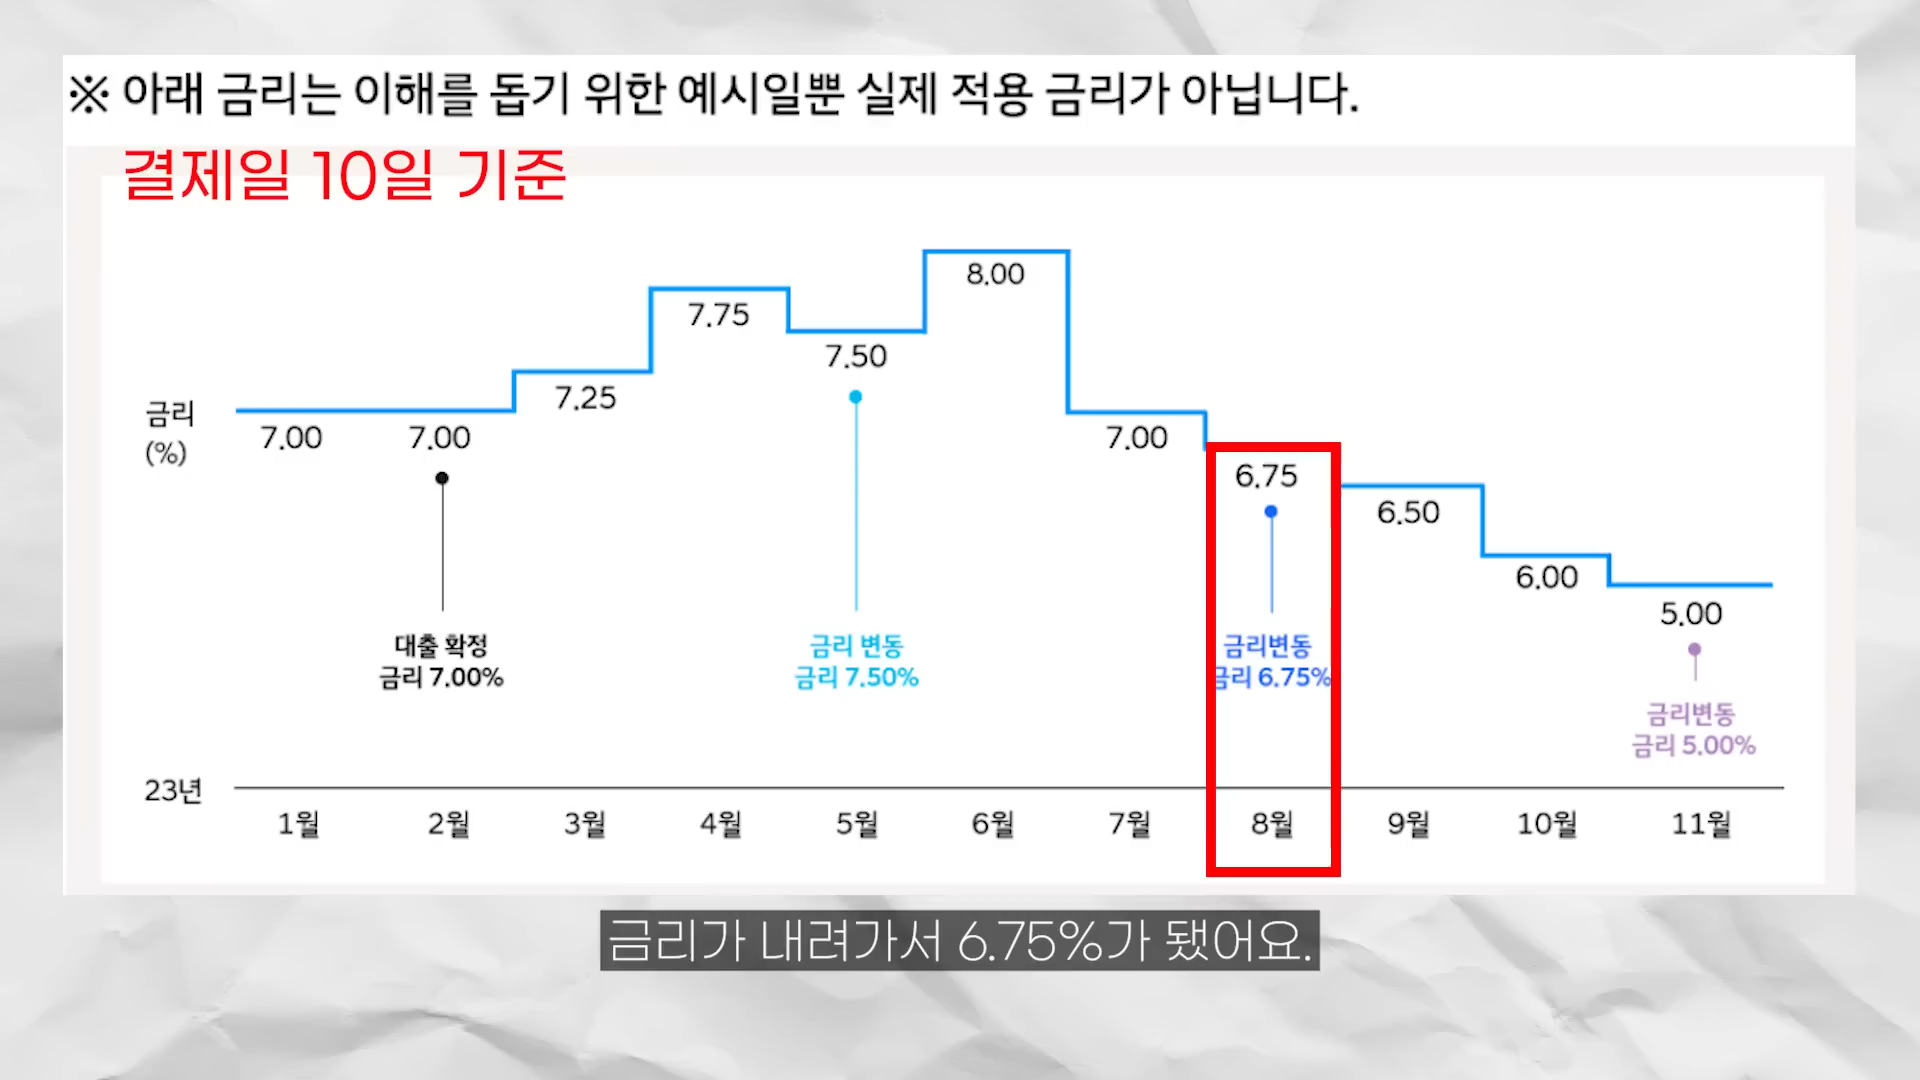 ※ 아래 금리는 이해를 돕기 위한 예시일뿐 실제 적용 금리가 아닙니다.
결제일 10일 기준
8.00
7.75
7.50
7.25
금리
(%)
7.00
7.00
7.00
6.75
6.50
6.00
5.00
대출 확정
금리 7.00%
금리 변동
금리 7.50%
금리변동
금리 6.75%
금리변동
금리 5.00%
23년
1월 2월 3월 4월 5월 6월 7월 8월 9월 10월 11월
금리가 내려가서 6.75%가 됐어요.